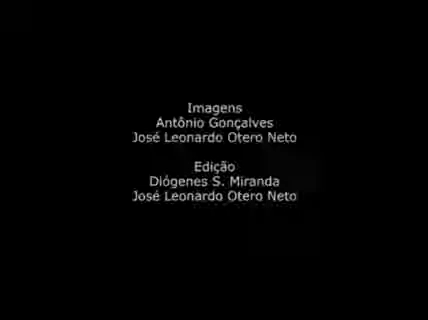 Imagens
Antônio Gonçalves
José Leonardo Otero Neto
Edição
Diógenes S. Miranda
José Leonardo Otero Neto